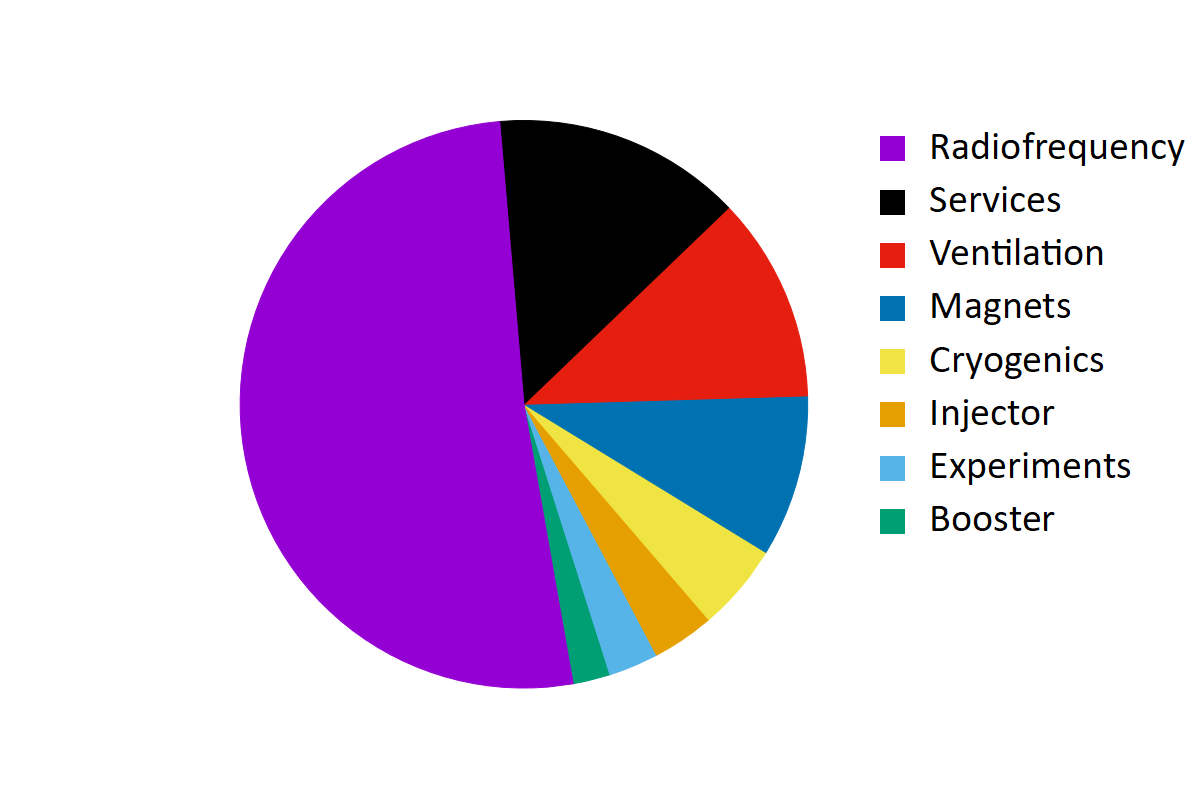 Radiofrequency
Services
Ventilation
Magnets
Cryogenics
Injector
Experiments
Booster